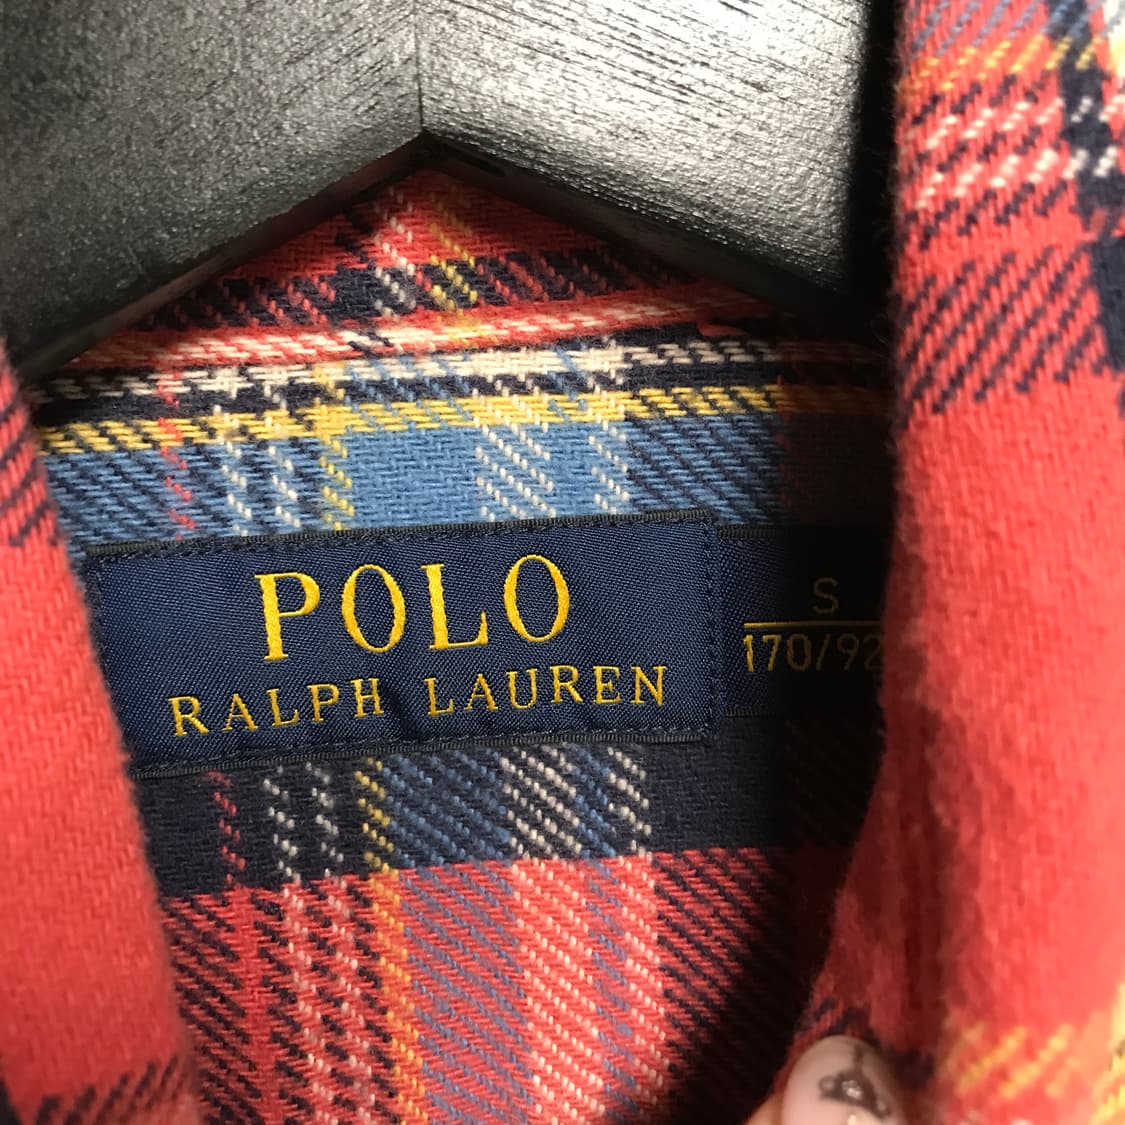 POLO
RALPH LAUREN
S
170/92